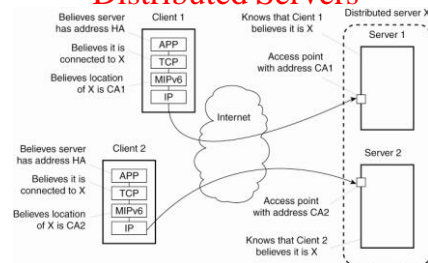 Distributed Servers
Believes server
has address HA
Believes it is
connected to X
Believes location
of X is CA1
Client 1
APP
TCP
MIPv6
IP
Knows that Client 1
believes it is X
Access point
with address CA1
Distributed server X
Server 1
Internet
Believes server
has address HA
Believes it is
connected to X
Believes location
of X is CA2
Client 2
APP
TCP
MIPv6
IP
Server 2
Access point
with address CA2
Knows that Client 2
believes it is X